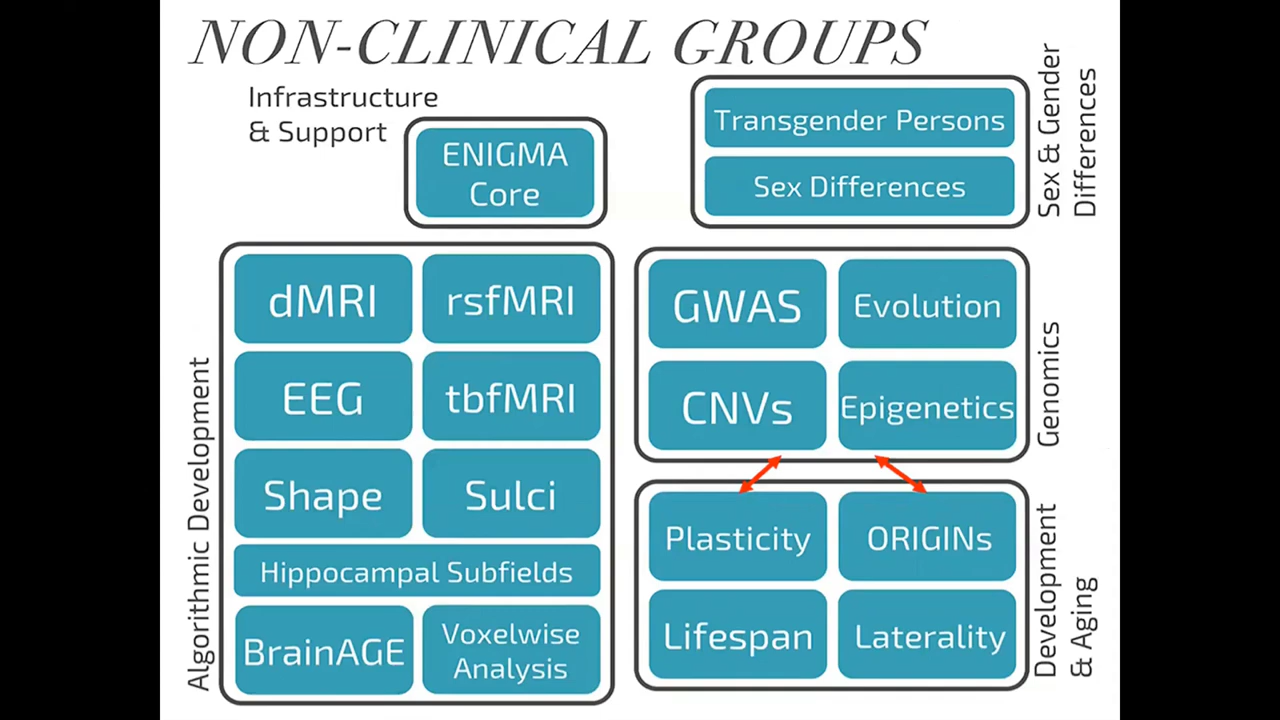 NON-CLINICAL GROUPS
Infrastructure
& Support
ENIGMA
Core
Transgender Persons
Sex Differences
Sex & Gender
Differences
Algorithmic Development
dMRI
rsfMRI
EEG
tbfMRI
Shape
Sulci
Hippocampal Subfields
BrainAGE
Voxelwise
Analysis
GWAS
Evolution
CNVs
Epigenetics
Genomics
Plasticity
ORIGINs
Lifespan
Laterality
Development
& Aging